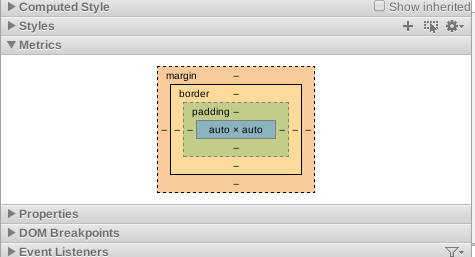 Computed Style Show inherited
Styles
Metrics
margin –
border –
padding –
– – – auto × auto – – –
–
–
–
Properties
DOM Breakpoints
Event Listeners